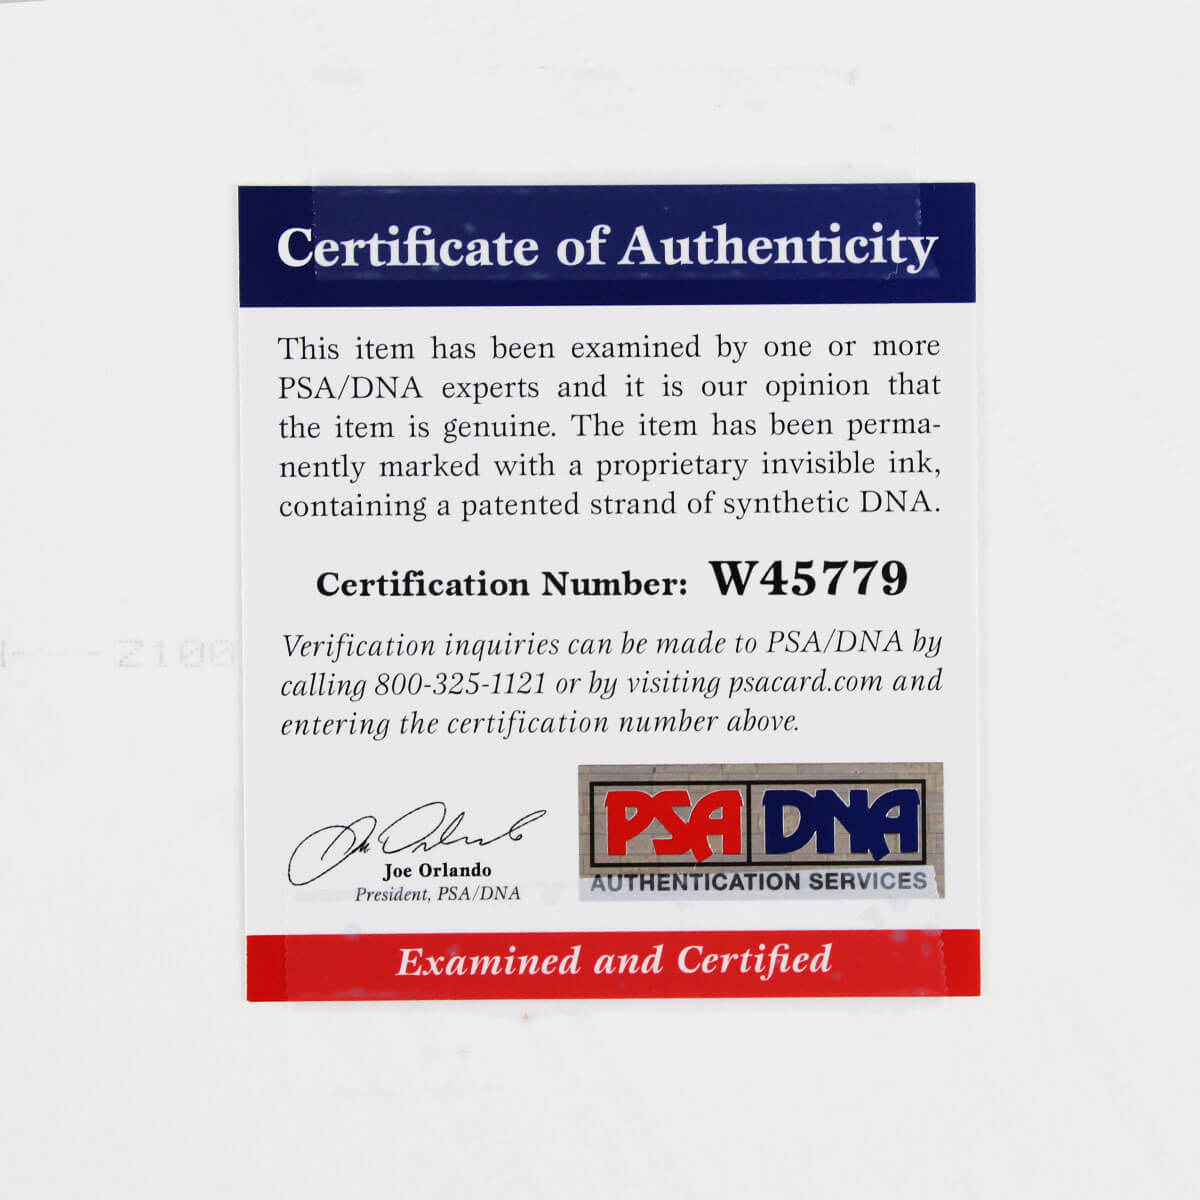 Certificate of Authenticity
This item has been examined by one or more
PSA/DNA experts and it is our opinion that
the item is genuine. The item has been perma-
nently marked with a proprietary invisible ink,
containing a patented strand of synthetic DNA.
Certification Number: W45779
Verification inquiries can be made to PSA/DNA by
calling 800-325-1121 or by visiting psacard.com and
entering the certification number above.
Joe Orlando
President, PSA/DNA
PSA DNA
AUTHENTICATION SERVICES
Examined and Certified